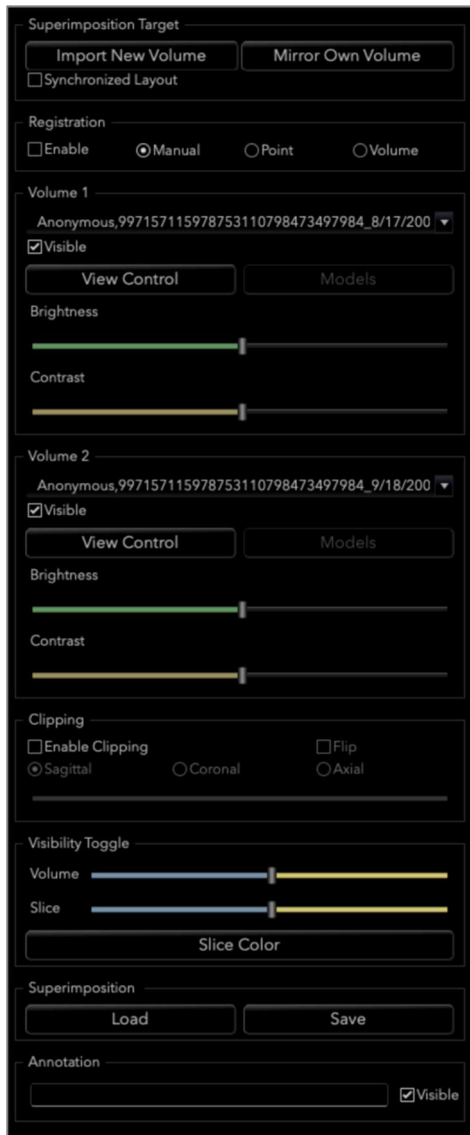 Superimposition Target
Import New Volume Mirror Own Volume
Synchronized Layout
Registration
Enable Manual Point Volume
Volume 1
Anonymous,99715711597875311079847349​7984_8/17/200
Visible
View Control Models
Brightness
Contrast
Volume 2
Anonymous,997157115978753110798473497984_9/18/200
Visible
View Control Models
Brightness
Contrast
Clipping
Enable Clipping Flip
Sagittal Coronal Axial
Visibility Toggle
Volume
Slice
Slice Color
Superimposition
Load Save
Annotation
Visible